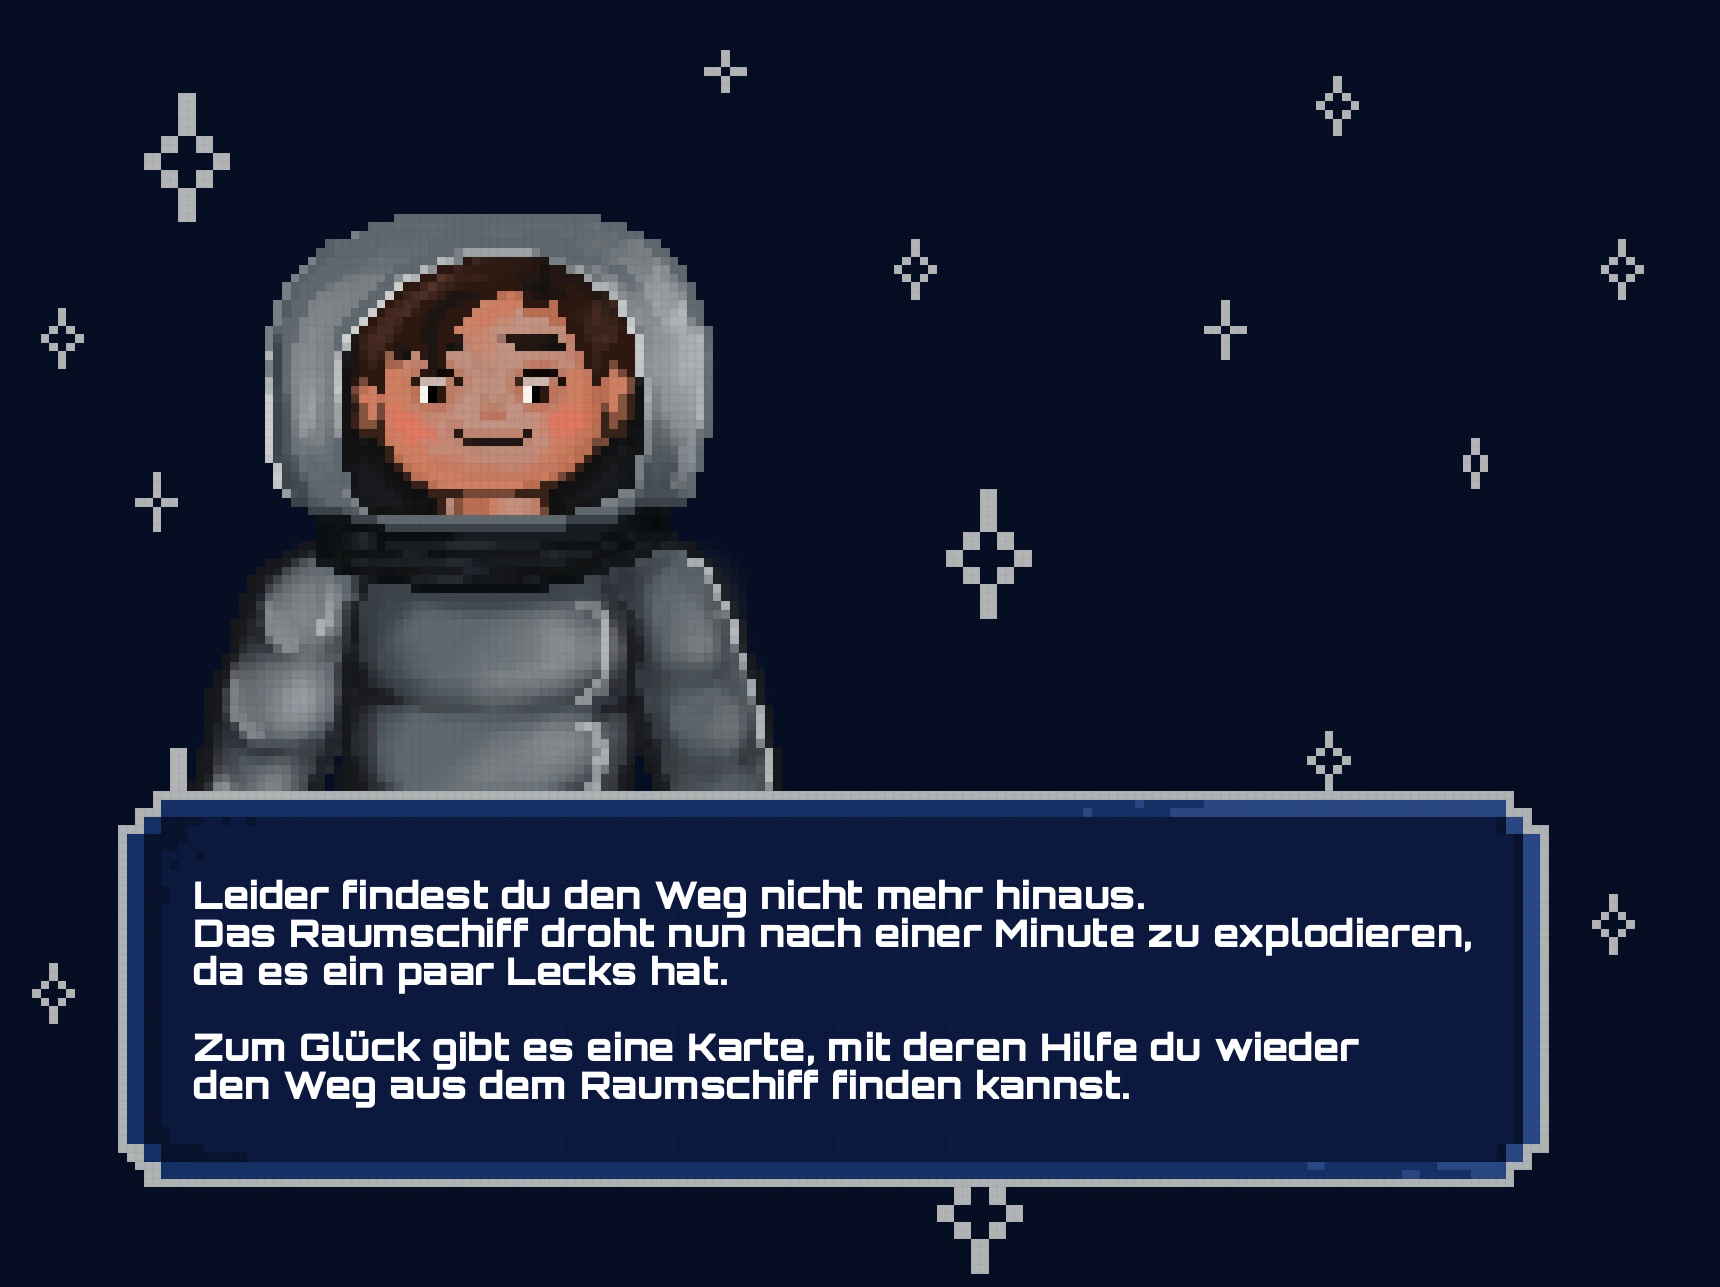 Leider findest du den Weg nicht mehr hinaus.
Das Raumschiff droht nun nach einer Minute zu explodieren,
da es ein paar Lecks hat.
Zum Glück gibt es eine Karte, mit deren Hilfe du wieder
den Weg aus dem Raumschiff finden kannst.